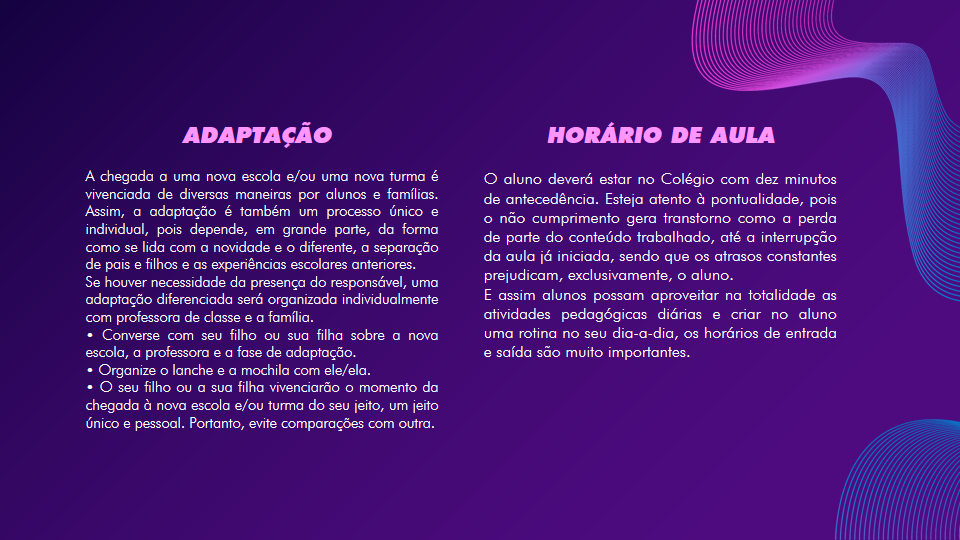 ADAPTAÇÃO
A chegada a uma nova escola e/ou uma nova turma é
vivenciada de diversas maneiras por alunos e famílias.
Assim, a adaptação é também um processo único e
individual, pois depende, em grande parte, da forma
como se lida com a novidade e o diferente, a separação
de pais e filhos e as experiências escolares anteriores.
Se houver necessidade da presença do responsável, uma
adaptação diferenciada será organizada individualmente
com professora de classe e a família.
• Converse com seu filho ou sua filha sobre a nova
escola, a professora e a fase de adaptação.
• Organize o lanche e a mochila com ele/ela.
• O seu filho ou a sua filha vivenciarão o momento da
chegada à nova escola e/ou turma do seu jeito, um jeito
único e pessoal. Portanto, evite comparações com outra.
HORÁRIO DE AULA
O aluno deverá estar no Colégio com dez minutos
de antecedência. Esteja atento à pontualidade, pois
o não cumprimento gera transtorno como a perda
de parte do conteúdo trabalhado, até a interrupção
da aula já iniciada, sendo que os atrasos constantes
prejudicam, exclusivamente, o aluno.
E assim alunos possam aproveitar na totalidade as
atividades pedagógicas diárias e criar no aluno
uma rotina no seu dia-a-dia, os horários de entrada
e saída são muito importantes.